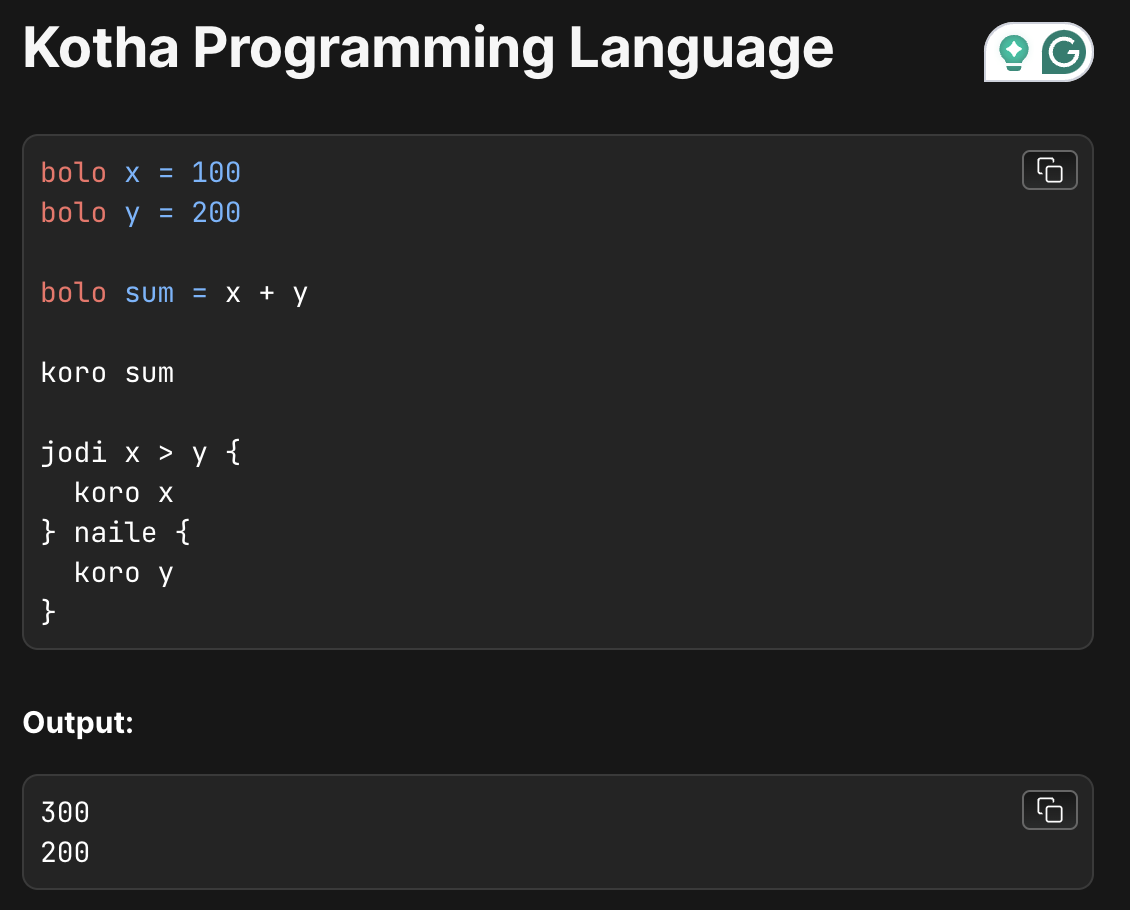 Kotha Programming Language
bolo x = 100
bolo y = 200
bolo sum = x + y
koro sum
jodi x > y {
  koro x
} naile {
  koro y
}
Output:
300
200